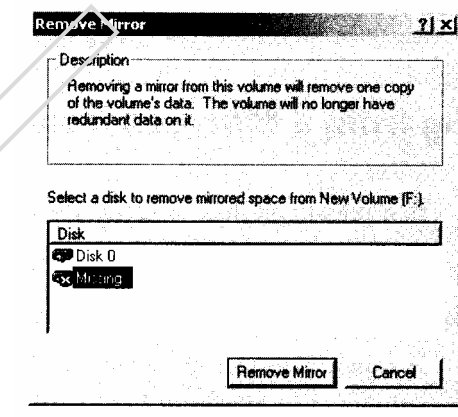 Remove Mirror
Description
Removing a mirror from this volume will remove one copy
of the volume's data. The volume will no longer have
redundant data on it.
Select a disk to remove mirrored space from New Volume (F:).
Disk
Disk 0
Missing
Remove Mirror
Cancel